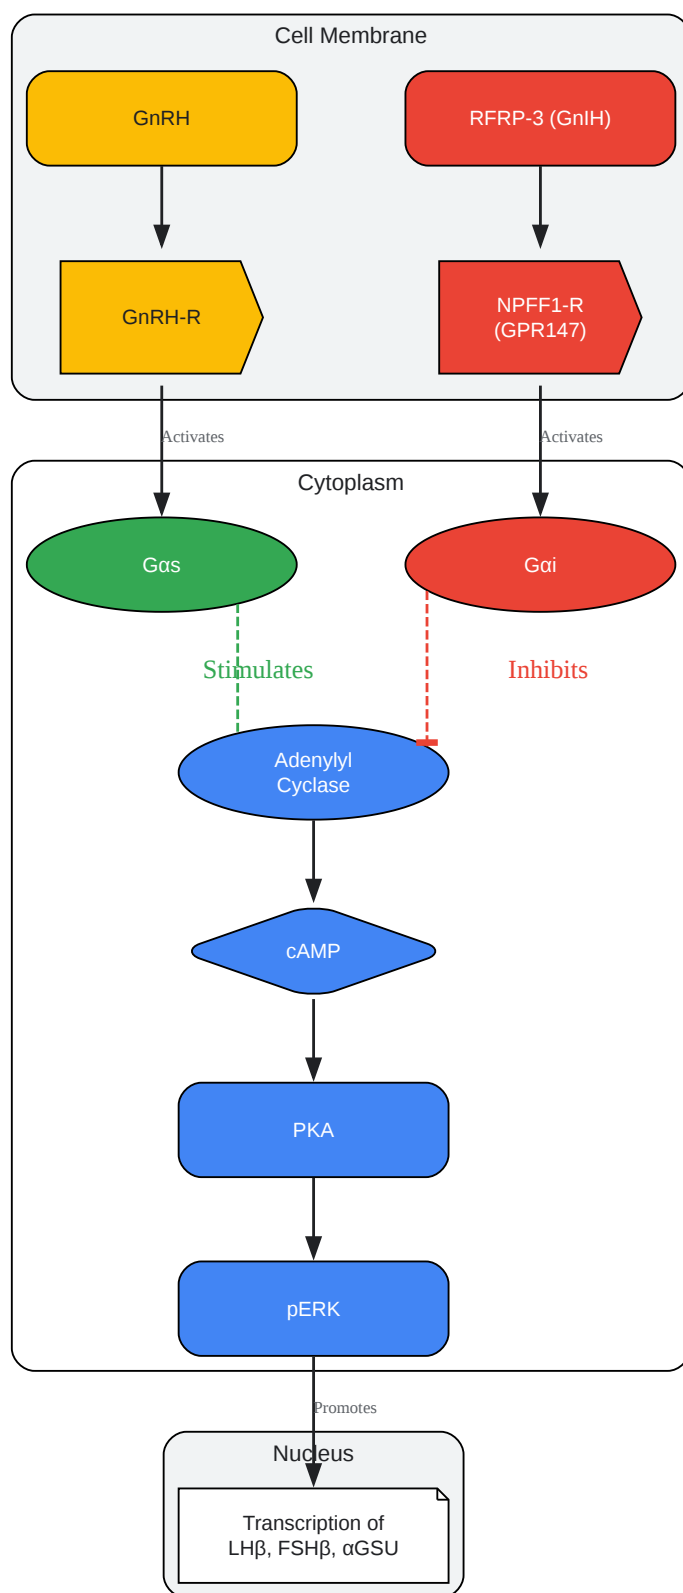 Cell Membrane
GnRH
RFRP-3 (GnIH)
GnRH-R
NPFF1-R
(GPR147)
Activates
Activates
Cytoplasm
Gαs
Gαi
Stimulates
Inhibits
Adenylyl
Cyclase
cAMP
PKA
pERK
Promotes
Nucleus
Transcription of
LHβ, FSHβ, αGSU